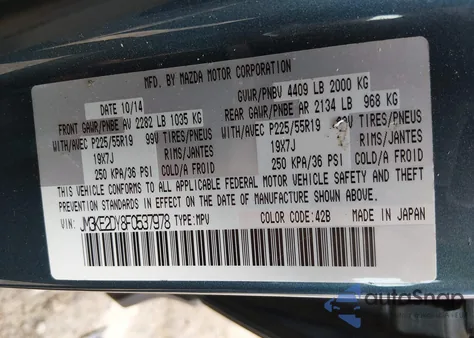 MFD. BY MAZDA MOTOR CORPORATION
DATE 10/14
GVWR/PNBV 4409 LB 2000 KG
FRONT GAWR/PNBE AV 2282 LB 1035 KG
REAR GAWR/PNBE AR 2134 LB 968 KG
WITH/AVEC P225/55R19 99V TIRES/PNEUS
WITH/AVEC P225/55R19 V TIRES/PNEUS
19X7J RIMS/JANTES
19X7J RIMS/JANTES
250 KPA/36 PSI COLD/A FROID
250 KPA/36 PSI COLD/A FROID
THIS VEHICLE CONFORMS TO ALL APPLICABLE FEDERAL MOTOR VEHICLE SAFETY AND THEFT
PREVENTION STANDARDS IN EFFECT ON THE DATE OF MANUFACTURE SHOWN ABOVE.
VIN: JM3KE2DY8F0537978 TYPE:MPV COLOR CODE:42B MADE IN JAPAN
autoSnap